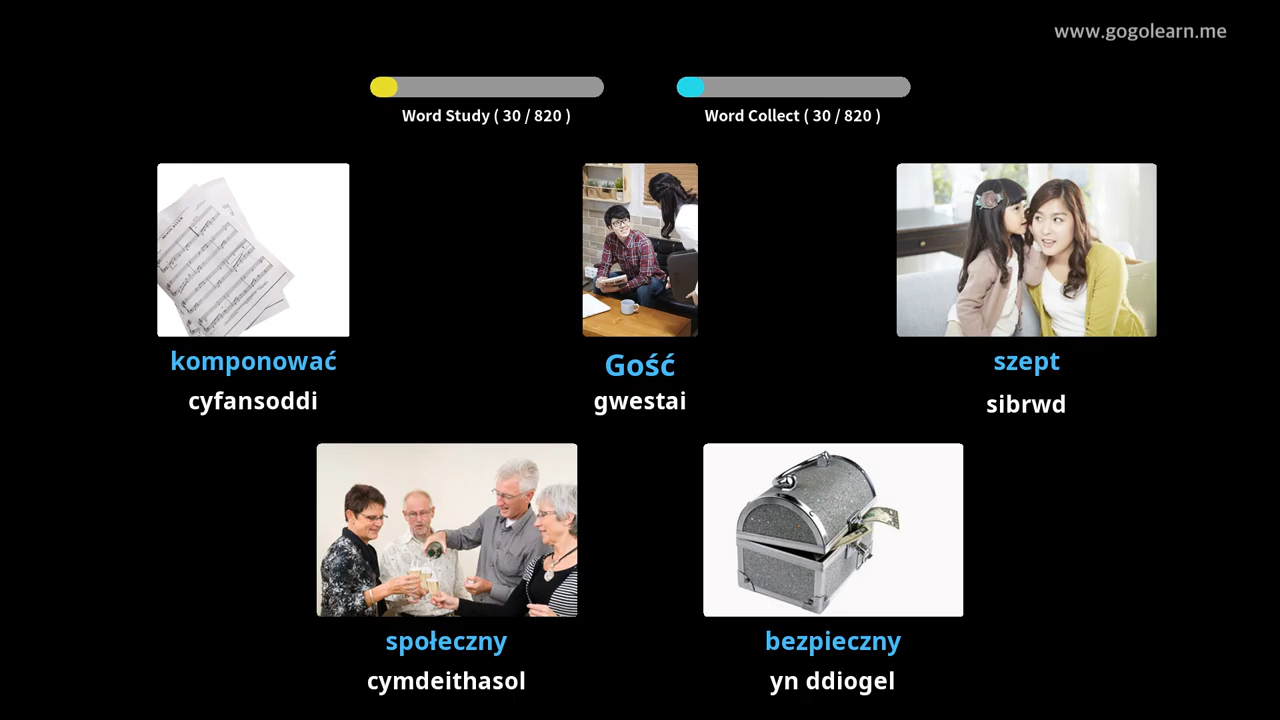 www.gogolearn.me
Word Study ( 30 / 820 )
Word Collect ( 30 / 820 )
komponować
cyfansoddi
Gość
gwestai
szept
sibrwd
społeczny
cymdeithasol
bezpieczny
yn ddiogel